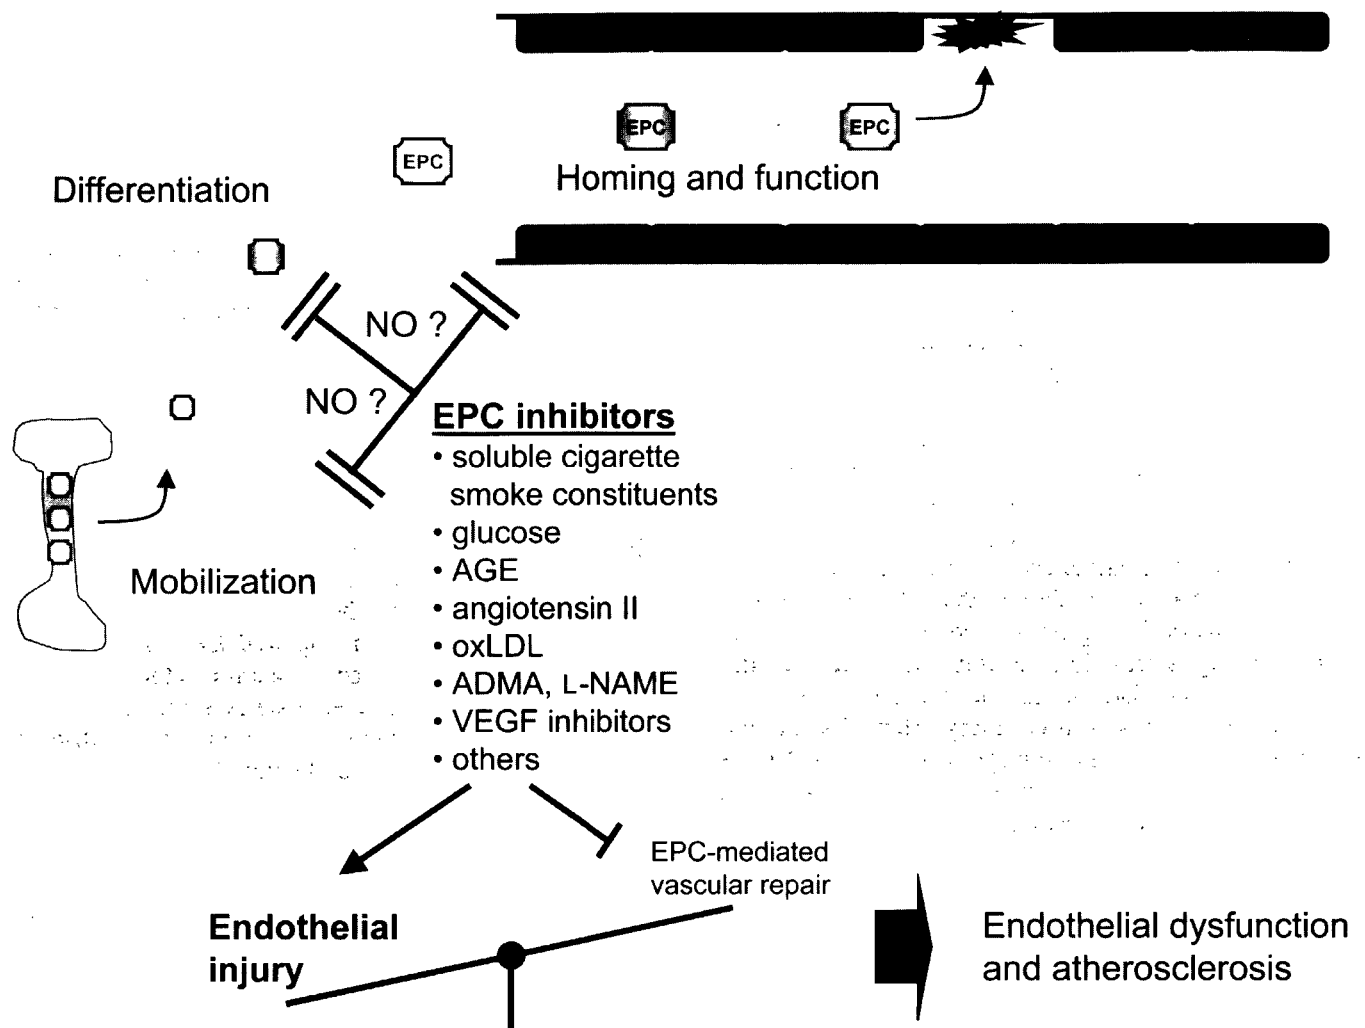 EPC
EPC
EPC
Differentiation
Homing and function
NO ?
NO ?
EPC inhibitors
• soluble cigarette
smoke constituents
• glucose
• AGE
• angiotensin II
• oxLDL
• ADMA, L-NAME
• VEGF inhibitors
• others
Mobilization
EPC-mediated
vascular repair
Endothelial
injury
Endothelial dysfunction
and atherosclerosis